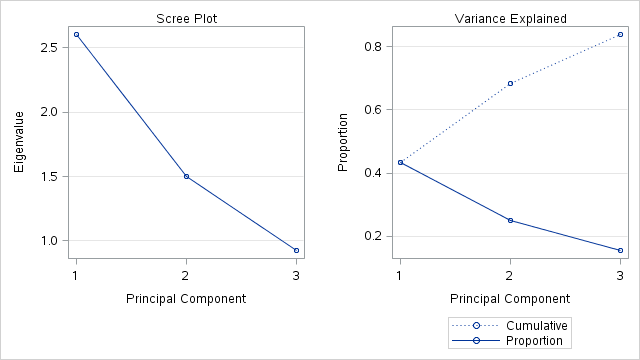 Scree Plot
2.5
2.0
1.5
1.0
Eigenvalue
1 2 3
Principal Component
Variance Explained
0.8
0.6
0.4
0.2
Proportion
1 2 3
Principal Component
Cumulative
Proportion